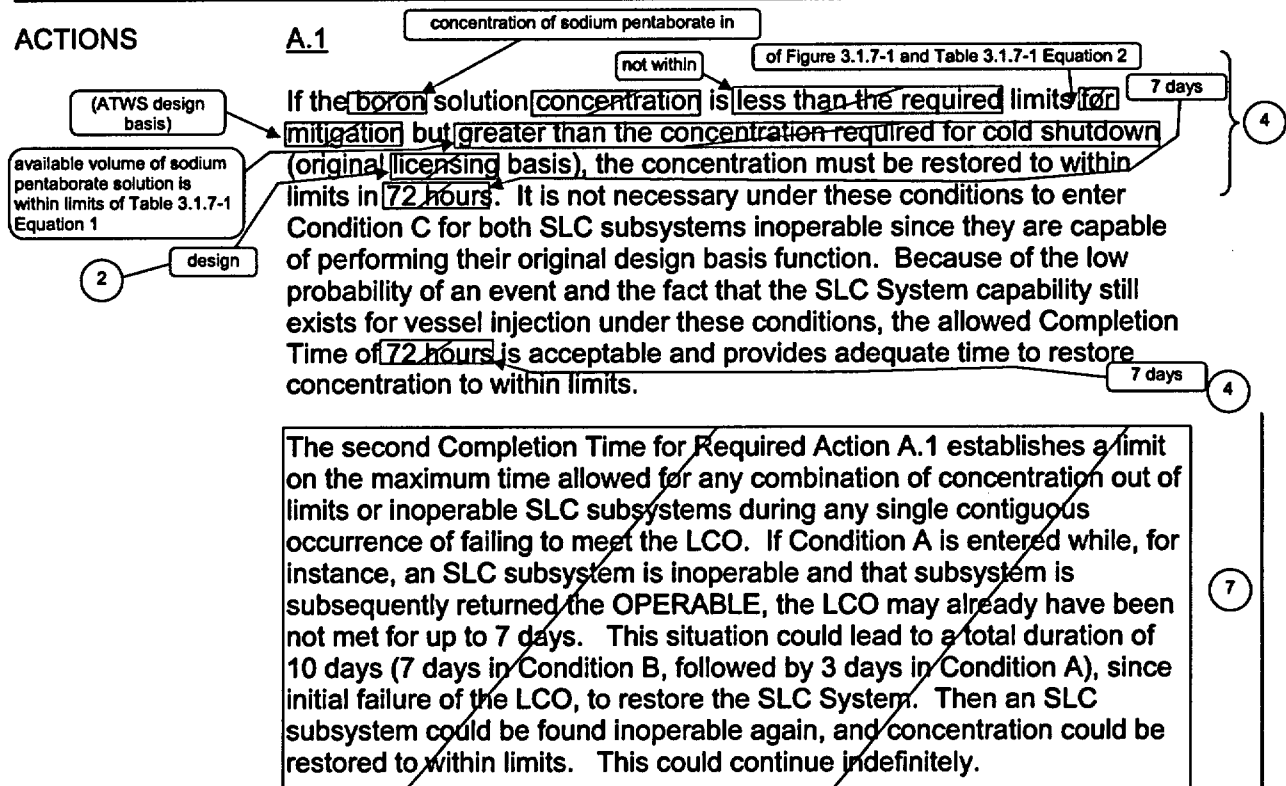 concentration of sodium pentaborate in
ACTIONS A.1
not within
of Figure 3.1.7-1 and Table 3.1.7-1 Equation 2
7 days
(ATWS design
basis)
4
If the boron solution concentration is less than the required limits for
mitigation but greater than the concentration required for cold shutdown
(original licensing basis), the concentration must be restored to within
limits in 72 hours. It is not necessary under these conditions to enter
Condition C for both SLC subsystems inoperable since they are capable
of performing their original design basis function. Because of the low
probability of an event and the fact that the SLC System capability still
exists for vessel injection under these conditions, the allowed Completion
Time of 72 hours is acceptable and provides adequate time to restore
concentration to within limits.
available volume of sodium
pentaborate solution is
within limits of Table 3.1.7-1
Equation 1
design
2
7 days
4
The second Completion Time for Required Action A.1 establishes a limit
on the maximum time allowed for any combination of concentration out of
limits or inoperable SLC subsystems during any single contiguous
occurrence of failing to meet the LCO. If Condition A is entered while, for
instance, an SLC subsystem is inoperable and that subsystem is
subsequently returned the OPERABLE, the LCO may already have been
not met for up to 7 days. This situation could lead to a total duration of
10 days (7 days in Condition B, followed by 3 days in Condition A), since
initial failure of the LCO, to restore the SLC System. Then an SLC
subsystem could be found inoperable again, and concentration could be
restored to within limits. This could continue indefinitely.
7